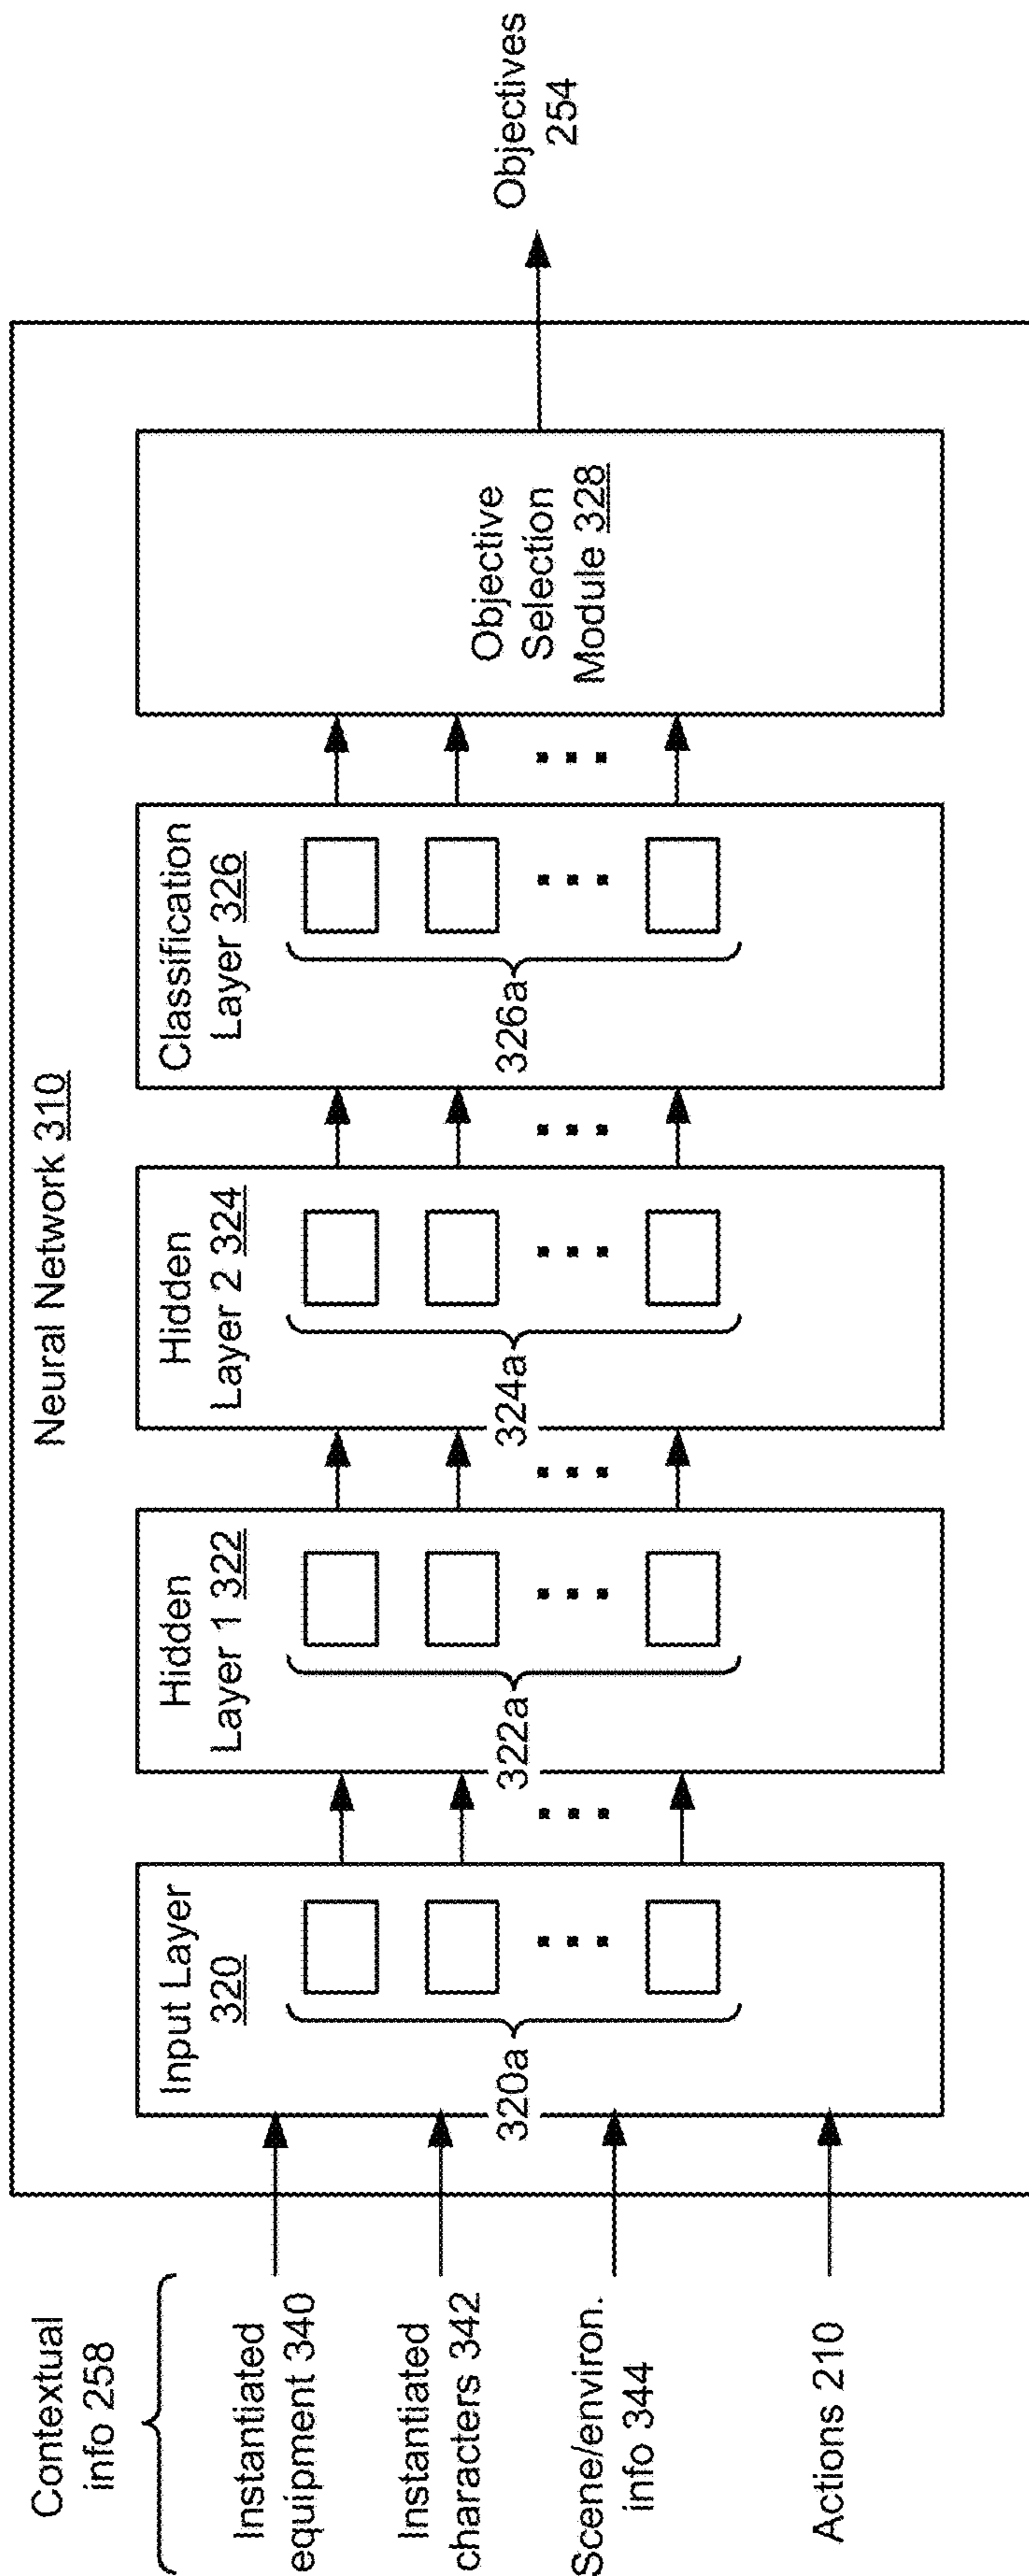 Neural Network 310
Contextual
info 258
Instantiated
equipment 340
Instantiated
characters 342
Scene/environ.
info 344
Actions 210
Input Layer
320
320a
Hidden
Layer 1 322
322a
Hidden
Layer 2 324
324a
Classification
Layer 326
326a
Objective
Selection
Module 328
Objectives
254